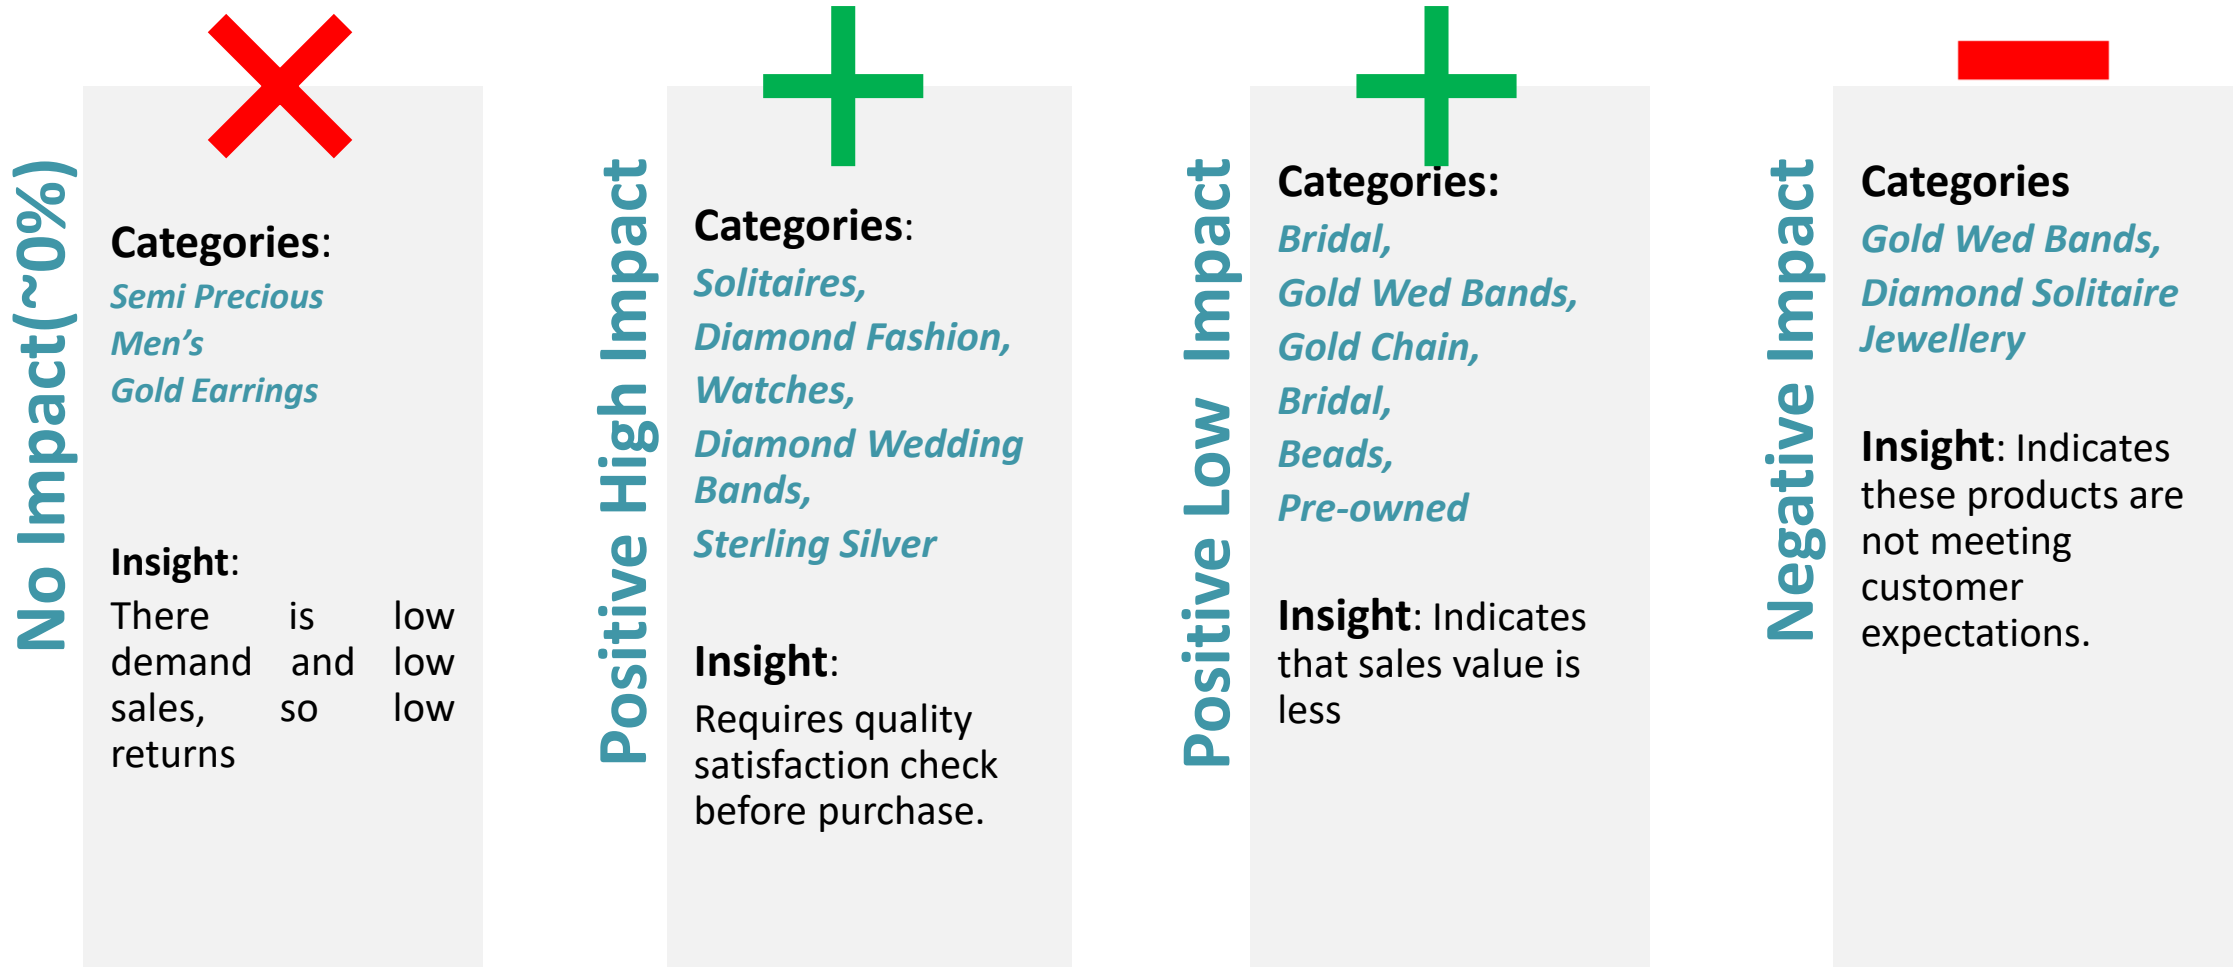 No Impact(~0%)
Categories:
Semi Precious
Men’s
Gold Earrings
Insight:
There is low
demand and low
sales, so low
returns
Positive High Impact
Categories:
Solitaires,
Diamond Fashion,
Watches,
Diamond Wedding
Bands,
Sterling Silver
Insight:
Requires quality
satisfaction check
before purchase.
Positive Low Impact
Categories:
Bridal,
Gold Wed Bands,
Gold Chain,
Bridal,
Beads,
Pre-owned
Insight: Indicates
that sales value is
less
Negative Impact
Categories
Gold Wed Bands,
Diamond Solitaire
Jewellery
Insight: Indicates
these products are
not meeting
customer
expectations.